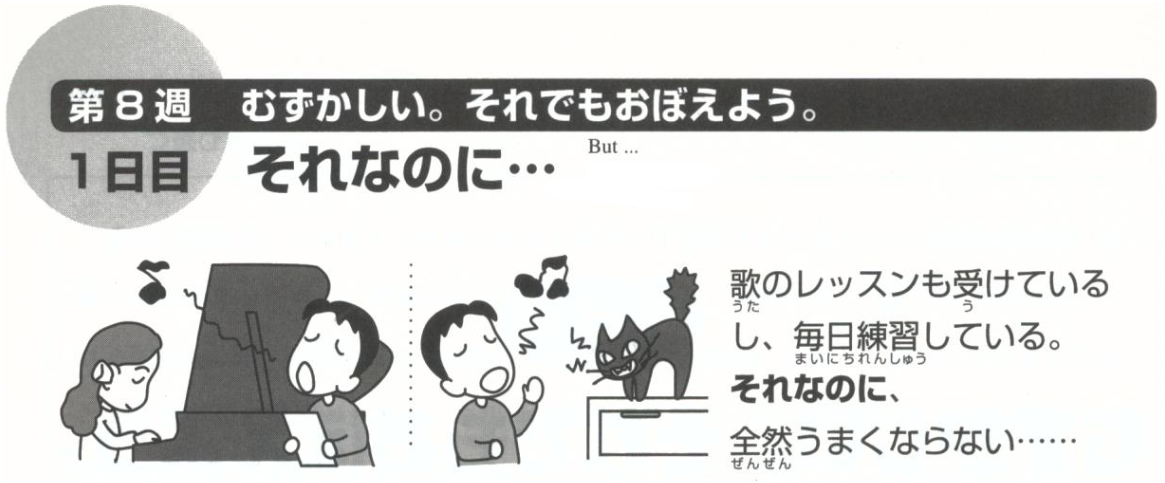 第8週 むずかしい。それでもおぼえよう。
1日目 それなのに… But ...
歌のレッスンも受けている
うた う
し、毎日練習している。
まいにちれんしゅう
それなのに、
全然うまくならない……
ぜんぜん